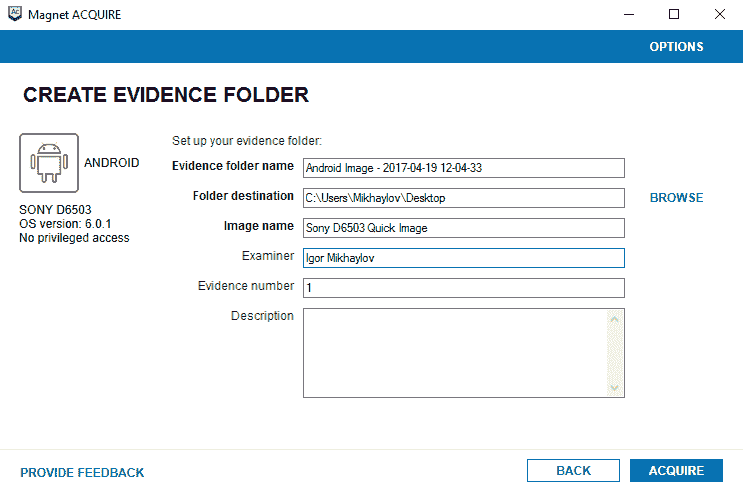 Ac Magnet ACQUIRE
OPTIONS
CREATE EVIDENCE FOLDER
ANDROID
SONY D6503
OS version: 6.0.1
No privileged access
Set up your evidence folder:
Evidence folder name Android Image - 2017-04-19 12-04-33
Folder destination C:\Users\Mikhaylov\Desktop BROWSE
Image name Sony D6503 Quick Image
Examiner Igor Mikhaylov
Evidence number 1
Description
PROVIDE FEEDBACK BACK ACQUIRE